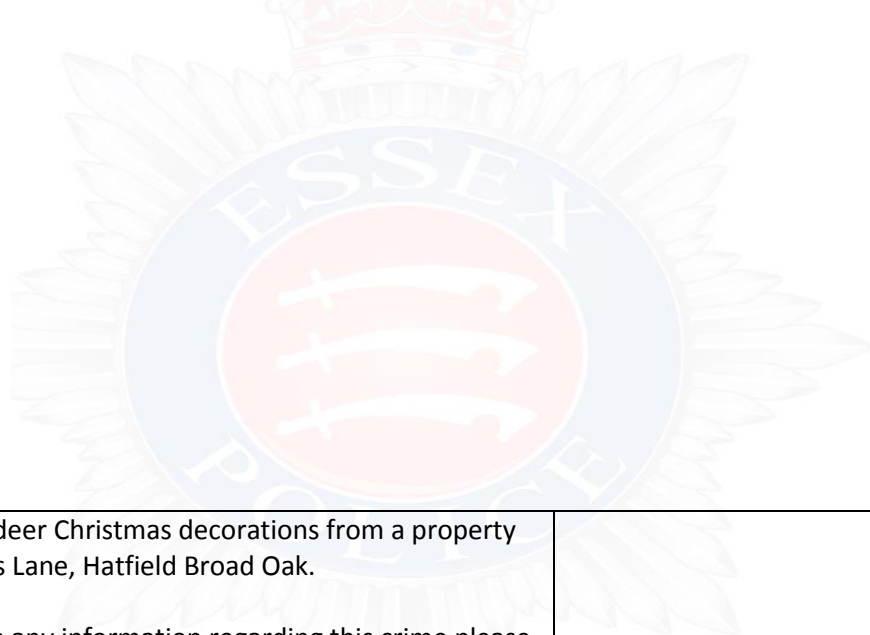 ESSEX
POLICE
deer Christmas decorations from a property
s Lane, Hatfield Broad Oak.
any information regarding this crime please